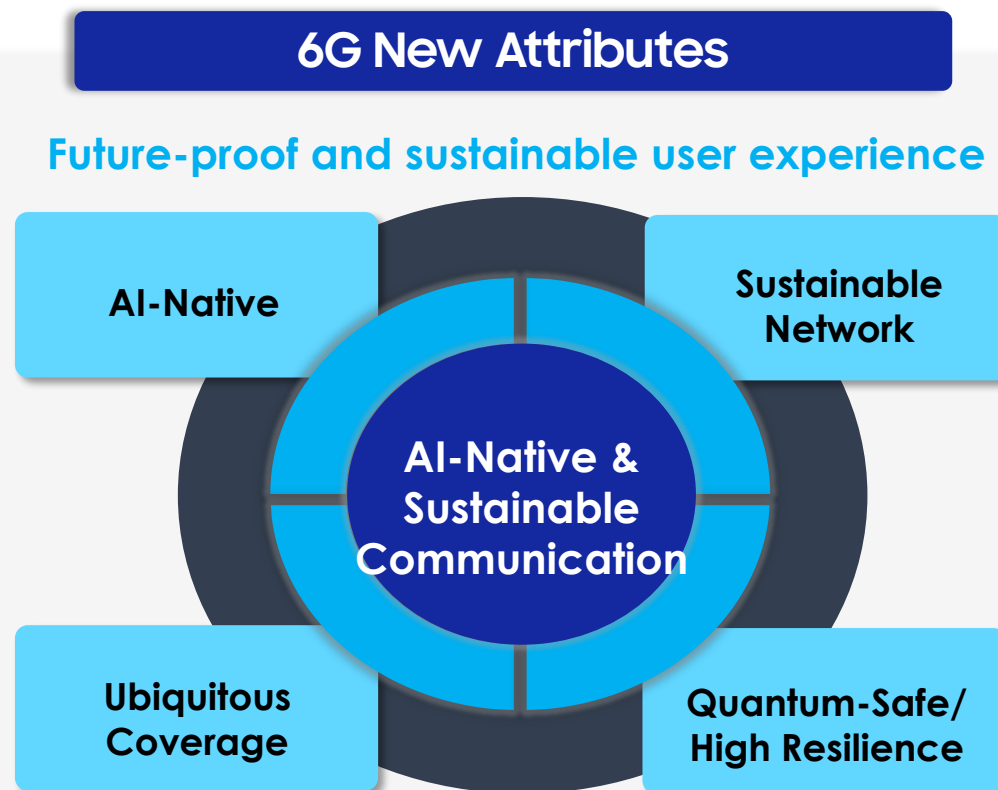 6G New Attributes
Future-proof and sustainable user experience
AI-Native
Sustainable
Network
AI-Native &
Sustainable
Communication
Ubiquitous
Coverage
Quantum-Safe/
High Resilience